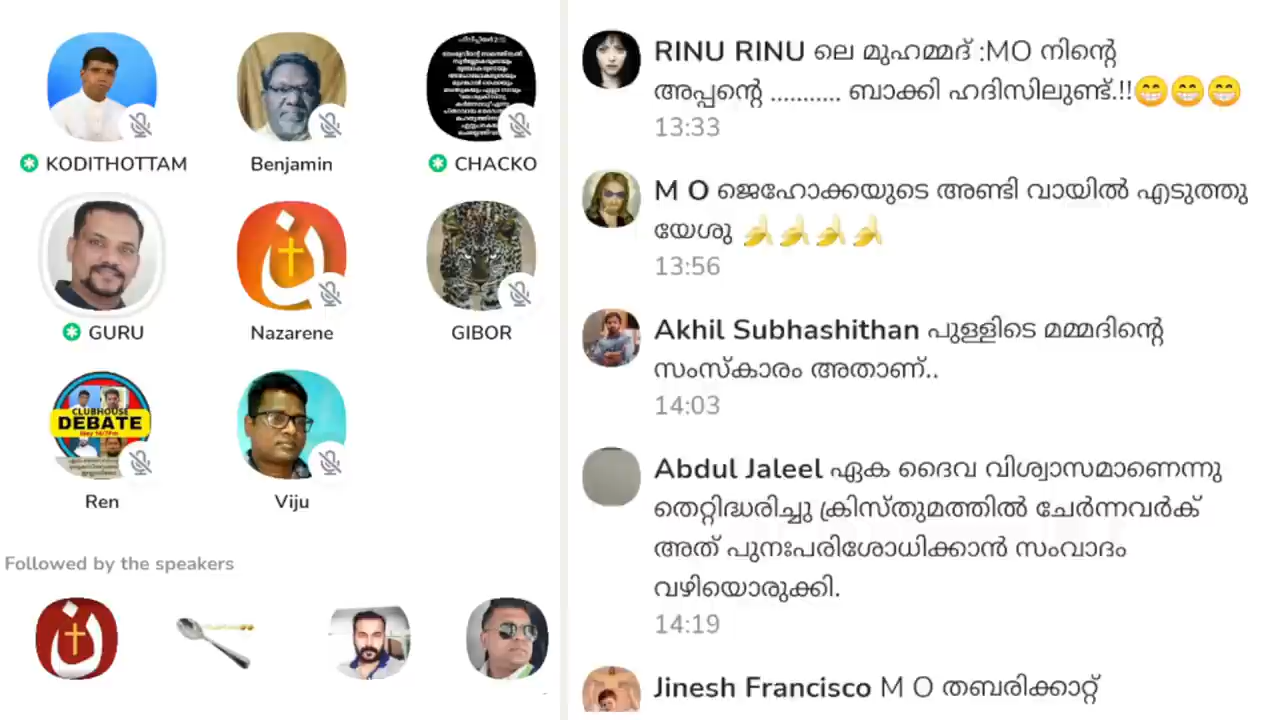 KODITHOTTAM
Benjamin
CHACKO
GURU
Nazarene
GIBOR
CLUBHOUSE
DEBATE
Ren
Viju
Followed by the speakers
RINU RINU ലെ മുഹമ്മദ് :MO നിന്റെ
അപ്പന്റെ ........... ബാക്കി ഹദിസിലുണ്ട്.!!😁😁😁
13:33
M O ജെഹോക്കയുടെ അണ്ടി വായിൽ എടുത്തു
യേശു 🍌🍌🍌🍌
13:56
Akhil Subhashithan പുള്ളിടെ മമ്മദിന്റെ
സംസ്കാരം അതാണ്..
14:03
Abdul Jaleel ഏക ദൈവ വിശ്വാസമാണെന്നു
തെറ്റിദ്ധരിച്ചു ക്രിസ്തുമത്തിൽ ചേർന്നവർക്
അത് പുനഃപരിശോധിക്കാൻ സംവാദം
വഴിയൊരുക്കി.
14:19
Jinesh Francisco M O തബരിക്കാറ്റ്